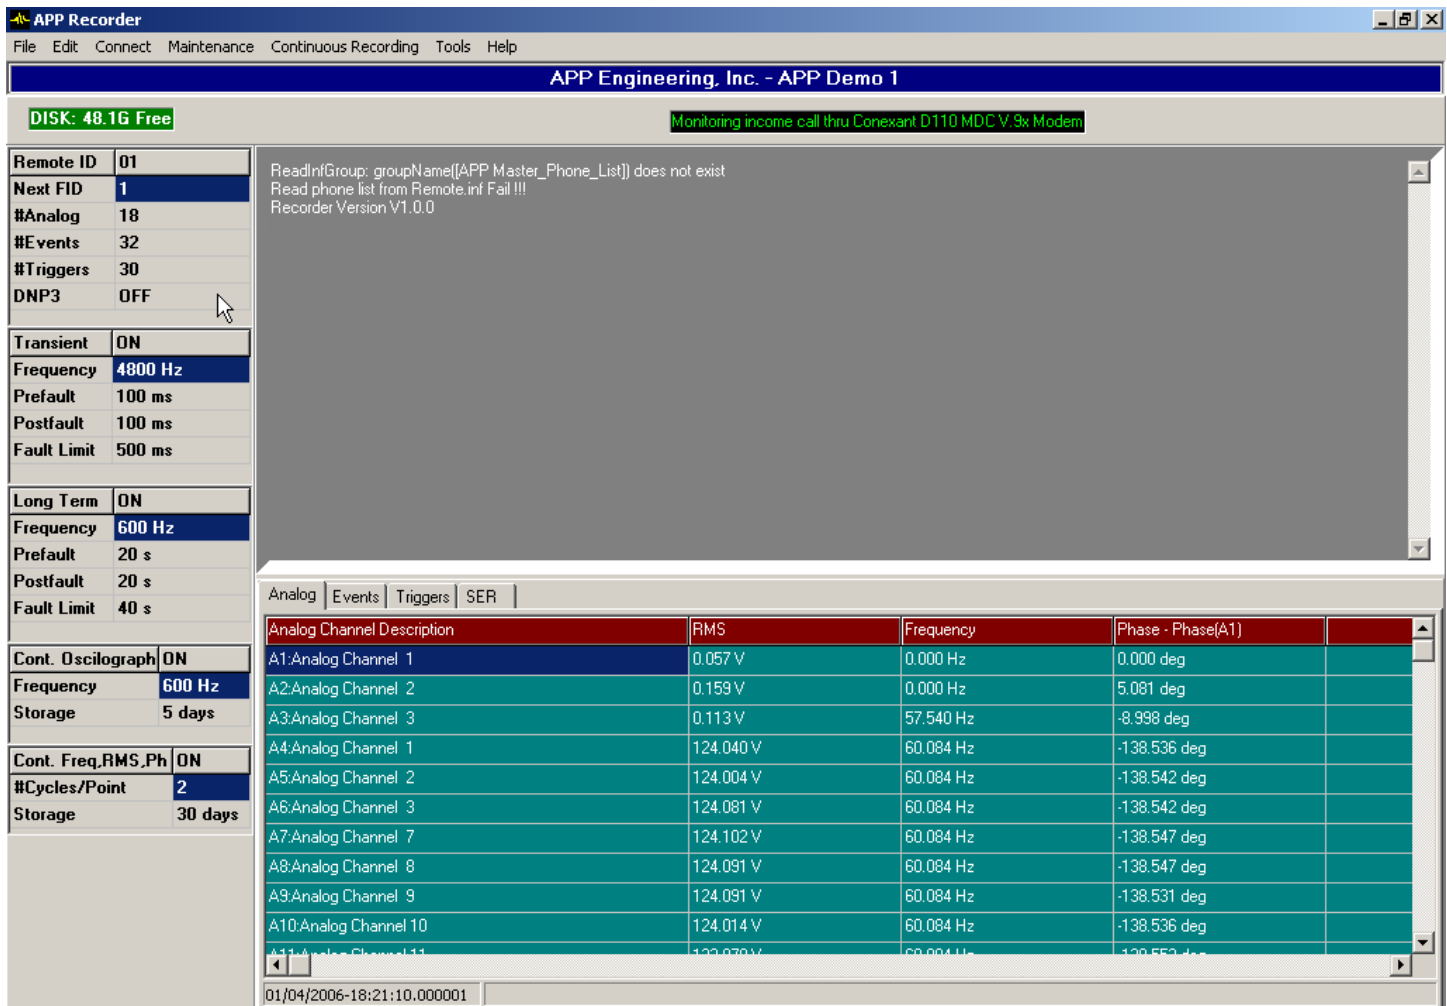 APP Recorder
File Edit Connect Maintenance Continuous Recording Tools Help
APP Engineering, Inc. - APP Demo 1
DISK: 48.1G Free
Monitoring income call thru Conexant D110 MDC V.9x Modem
Remote ID 01
Next FID 1
#Analog 18
#Events 32
#Triggers 30
DNP3 OFF
Transient ON
Frequency 4800 Hz
Prefault 100 ms
Postfault 100 ms
Fault Limit 500 ms
Long Term ON
Frequency 600 Hz
Prefault 20 s
Postfault 20 s
Fault Limit 40 s
Cont. Oscilograph ON
Frequency 600 Hz
Storage 5 days
Cont. Freq,RMS,Ph ON
#Cycles/Point 2
Storage 30 days
ReadInfGroup: groupName([APP Master_Phone_List]) does not exist
Read phone list from Remote.inf Fail !!!
Recorder Version V1.0.0
Analog Events Triggers SER
Analog Channel Description RMS Frequency Phase - Phase(A1)
A1:Analog Channel 1 0.057 V 0.000 Hz 0.000 deg
A2:Analog Channel 2 0.159 V 0.000 Hz 5.081 deg
A3:Analog Channel 3 0.113 V 57.540 Hz -8.998 deg
A4:Analog Channel 1 124.040 V 60.084 Hz -138.536 deg
A5:Analog Channel 2 124.004 V 60.084 Hz -138.542 deg
A6:Analog Channel 3 124.081 V 60.084 Hz -138.542 deg
A7:Analog Channel 7 124.102 V 60.084 Hz -138.547 deg
A8:Analog Channel 8 124.091 V 60.084 Hz -138.547 deg
A9:Analog Channel 9 124.091 V 60.084 Hz -138.531 deg
A10:Analog Channel 10 124.014 V 60.084 Hz -138.536 deg
A11:Analog Channel 11
01/04/2006-18:21:10.000001